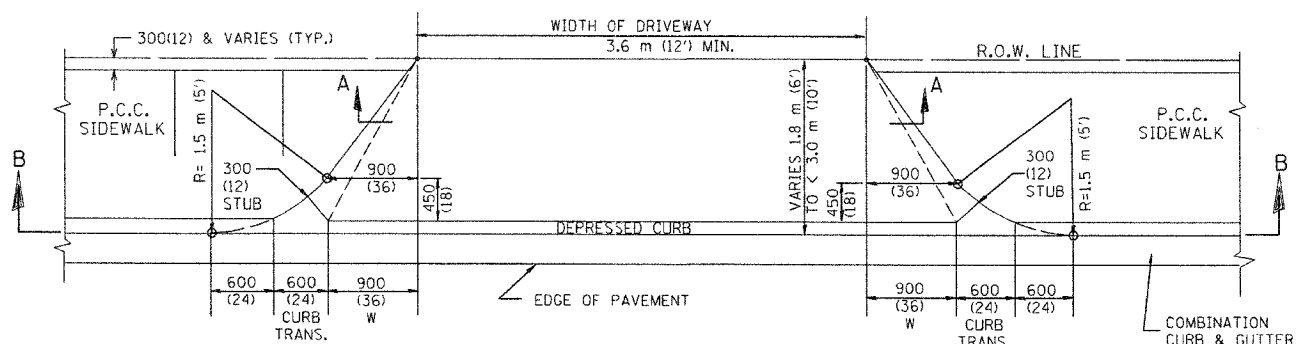 WIDTH OF DRIVEWAY
3.6 m (12') MIN.
300(12) & VARIES (TYP.)
R.O.W. LINE
A
A
P.C.C.
SIDEWALK
P.C.C.
SIDEWALK
R= 1.5 m (5')
300
(12)
STUB
900
(36)
450
(18)
VARIES 1.8 m (6')
TO < 3.0 m (10')
450
(18)
900
(36)
300
(12)
STUB
R=1.5 m (5')
B
B
DEPRESSED CURB
600
(24)
600
(24)
CURB
TRANS.
900
(36)
W
EDGE OF PAVEMENT
900
(36)
W
600
(24)
CURB
TRANS.
600
(24)
COMBINATION
CURB & GUTTER